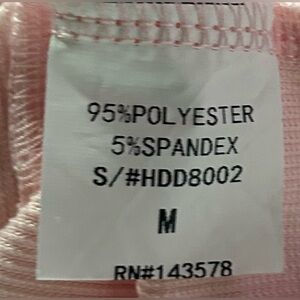 95%POLYESTER
5%SPANDEX
S/#HDD8002
M
RN#143578